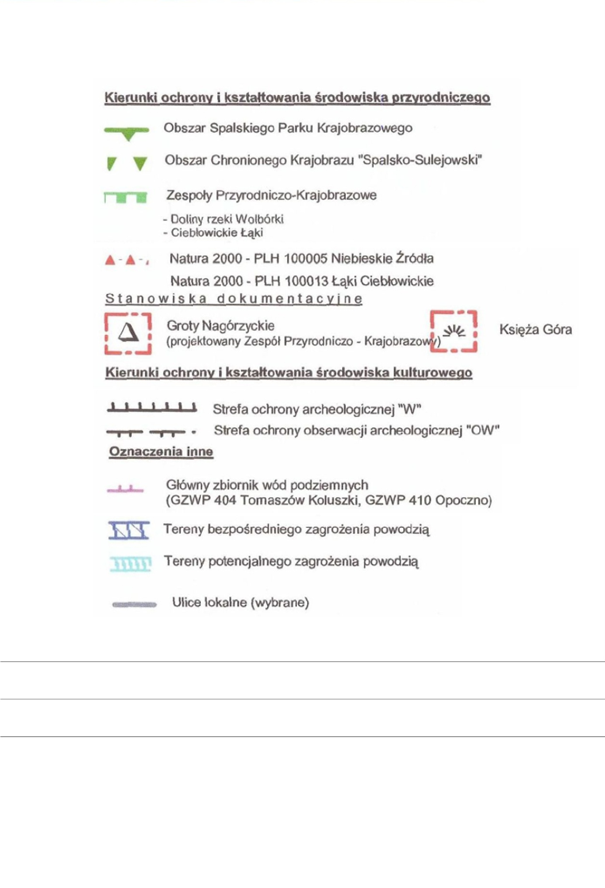 Kierunki ochrony i kształtowania środowiska przyrodniczego
Obszar Spalskiego Parku Krajobrazowego
Obszar Chronionego Krajobrazu "Spalsko-Sulejowski"
Zespoły Przyrodniczo-Krajobrazowe
- Doliny rzeki Wolbórki
- Ciebłowickie Łąki
Natura 2000 - PLH 100005 Niebieskie Źródła
Natura 2000 - PLH 100013 Łąki Ciebłowickie
Stanowiska dokumentacyjne
Groty Nagórzyckie
(projektowany Zespół Przyrodniczo - Krajobrazowy)
Księża Góra
Kierunki ochrony i kształtowania środowiska kulturowego
Strefa ochrony archeologicznej "W"
Strefa ochrony obserwacji archeologicznej "OW"
Oznaczenia inne
Główny zbiornik wód podziemnych
(GZWP 404 Tomaszów Koluszki, GZWP 410 Opoczno)
Tereny bezpośredniego zagrożenia powodzią
Tereny potencjalnego zagrożenia powodzią
Ulice lokalne (wybrane)